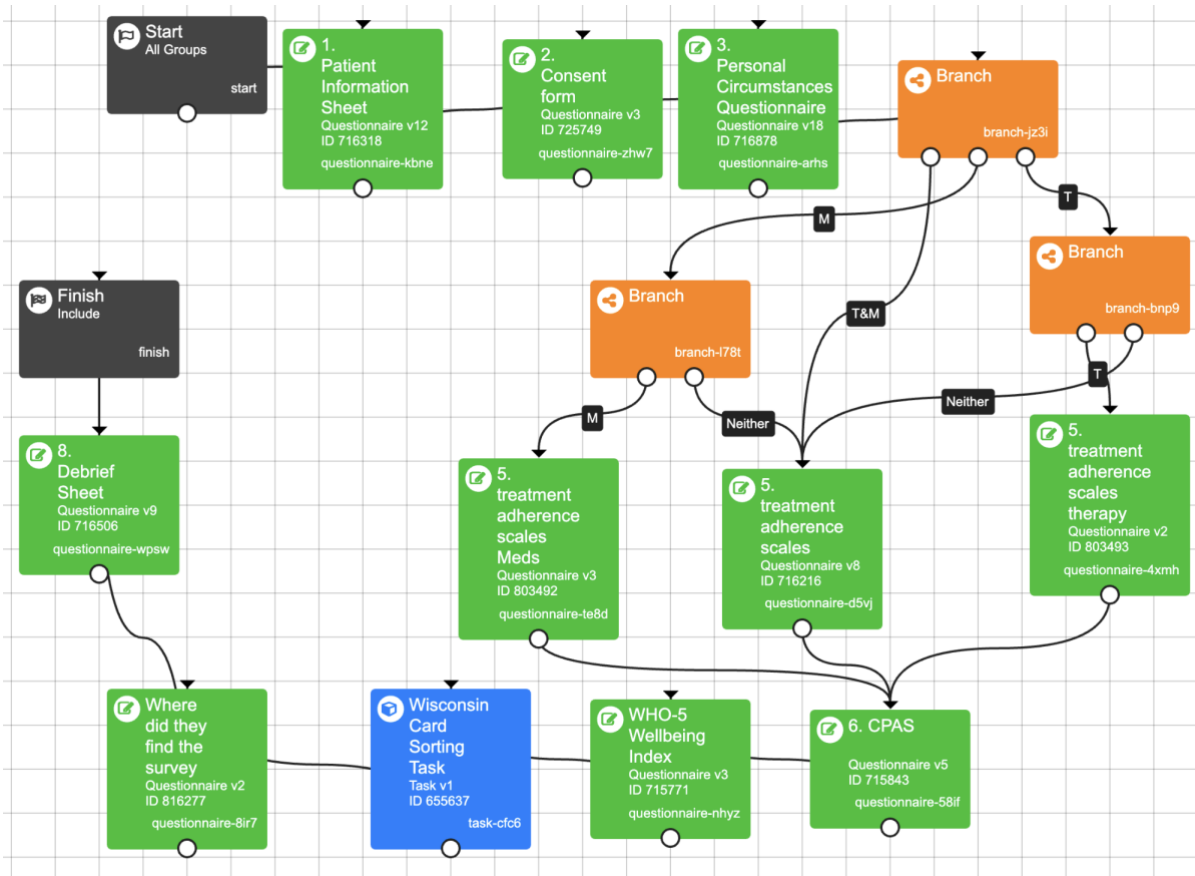 Start
All Groups
start
1.
Patient
Information
Sheet
Questionnaire v12
ID 716318
questionnaire-kbne
2.
Consent
form
Questionnaire v3
ID 725749
questionnaire-zhw7
3.
Personal
Circumstances
Questionnaire
Questionnaire v18
ID 716878
questionnaire-arhs
Branch
branch-jz3i
M
T&M
T
Branch
branch-l78t
Branch
branch-bnp9
M
Neither
Neither
T
5.
treatment
adherence
scales
Meds
Questionnaire v3
ID 803492
questionnaire-te8d
5.
treatment
adherence
scales
Questionnaire v8
ID 716216
questionnaire-d5vj
5.
treatment
adherence
scales
therapy
Questionnaire v2
ID 803493
questionnaire-4xmh
6. CPAS
Questionnaire v5
ID 715843
questionnaire-58if
WHO-5
Wellbeing
Index
Questionnaire v3
ID 715771
questionnaire-nhyz
Wisconsin
Card
Sorting
Task
Task v1
ID 655637
task-cfc6
Where
did they
find the
survey
Questionnaire v2
ID 816277
questionnaire-8ir7
8.
Debrief
Sheet
Questionnaire v9
ID 716506
questionnaire-wpsw
Finish
Include
finish